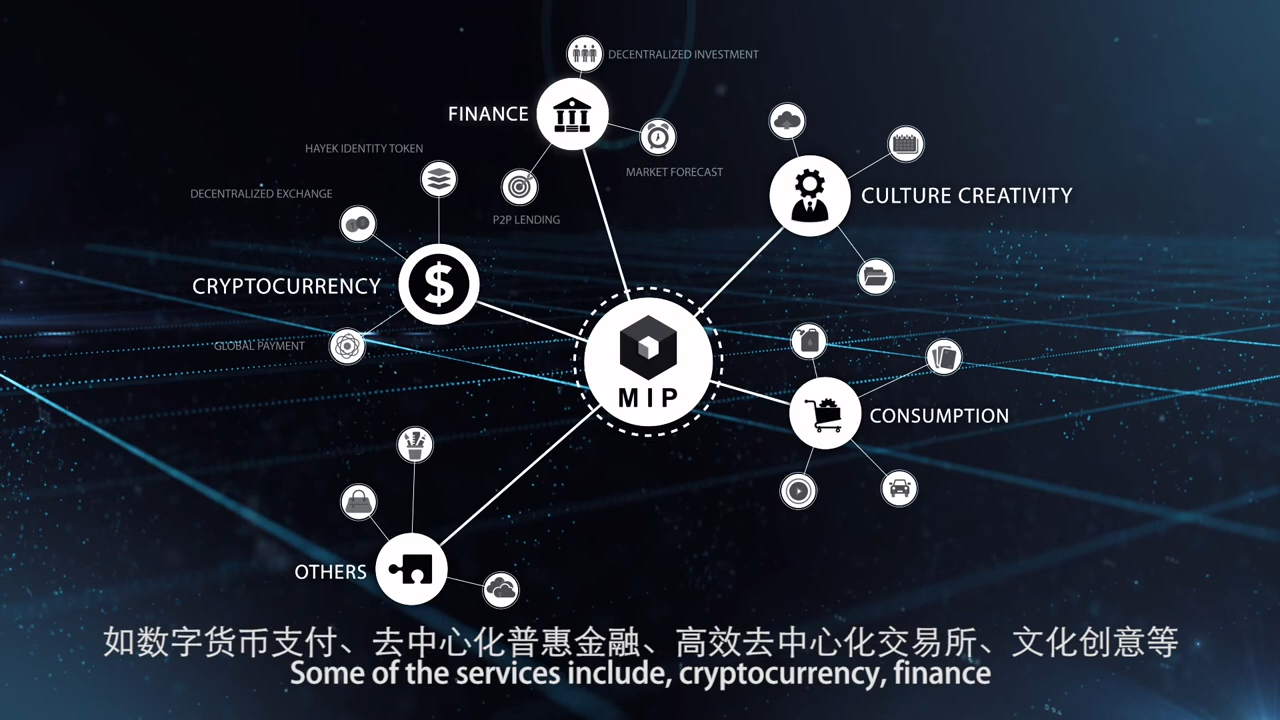 DECENTRALIZED INVESTMENT
FINANCE
HAYEK IDENTITY TOKEN
MARKET FORECAST
DECENTRALIZED EXCHANGE
CULTURE CREATIVITY
P2P LENDING
CRYPTOCURRENCY
GLOBAL PAYMENT
MIP
CONSUMPTION
OTHERS
如数字货币支付、去中心化普惠金融、高效去中心化交易所、文化创意等
Some of the services include, cryptocurrency, finance